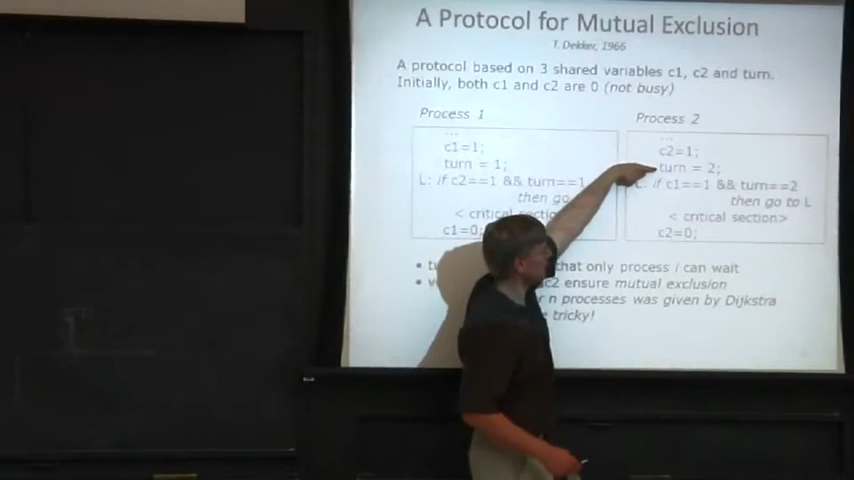 A Protocol for Mutual Exclusion
T. Dekker, 1966
A protocol based on 3 shared variables c1, c2 and turn.
Initially, both c1 and c2 are 0 (not busy)
Process 1
...
c1=1;
turn = 1;
L: if c2==1 && turn==1
then go
< critical section
c1=0;
Process 2
...
c2=1;
turn = 2;
L: if c1==1 && turn==2
then go to L
< critical section>
c2=0;
• that only process i can wait
• c2 ensure mutual exclusion
n processes was given by Dijkstra
tricky!